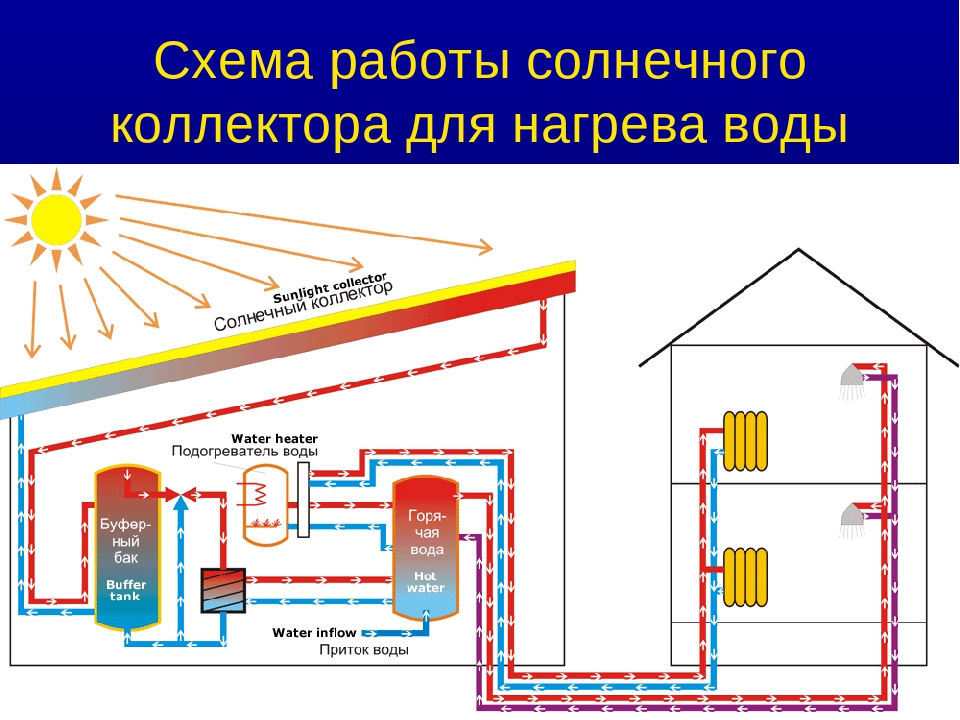 Схема работы солнечного
коллектора для нагрева воды
Sunlight collector
Солнечный коллектор
Water heater
Подогреватель воды
Буфер-
ный
бак
Buffer
tank
Горя-
чая
вода
Hot
water
Water inflow
Приток воды